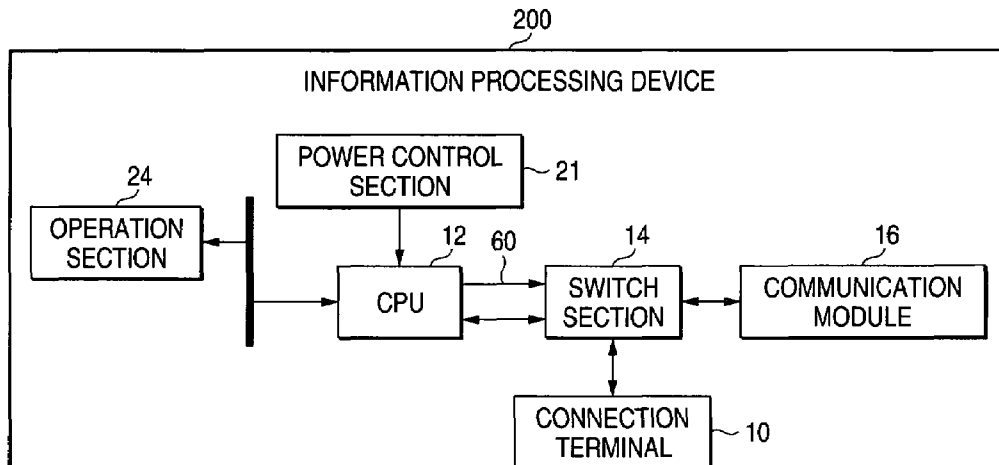 200
INFORMATION PROCESSING DEVICE
POWER CONTROL
SECTION
21
24
OPERATION
SECTION
12
CPU
60
14
SWITCH
SECTION
16
COMMUNICATION
MODULE
CONNECTION
TERMINAL
10